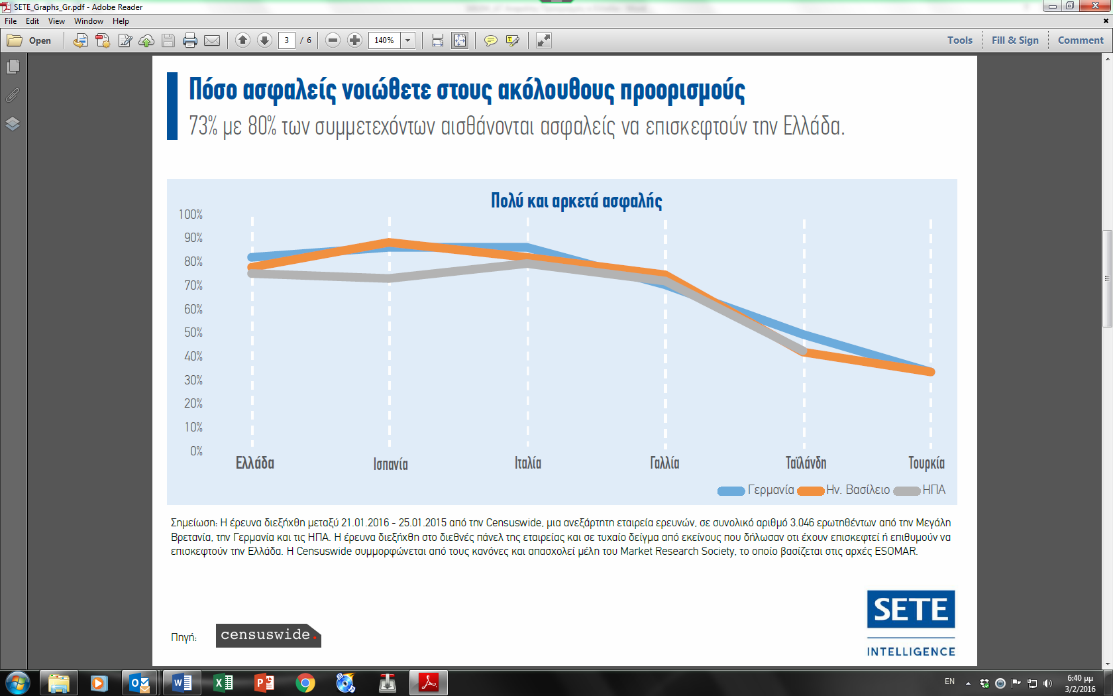 SETE_Graphs_Gr.pdf - Adobe Reader
File Edit View Window Help
Open 3 / 6 140% Tools Fill & Sign Comment
Πόσο ασφαλείς νοιώθετε στους ακόλουθους προορισμούς
73% με 80% των συμμετεχόντων αισθάνονται ασφαλείς να επισκεφτούν την Ελλάδα.
Πολύ και αρκετά ασφαλής
100%
90%
80%
70%
60%
50%
40%
30%
20%
10%
0%
Ελλάδα Ισπανία Ιταλία Γαλλία Ταϊλάνδη Τουρκία
Γερμανία Ην. Βασίλειο ΗΠΑ
Σημείωση: Η έρευνα διεξήχθη μεταξύ 21.01.2016 - 25.01.2015 από την Censuswide, μια ανεξάρτητη εταιρεία ερευνών, σε συνολικό αριθμό 3.046 ερωτηθέντων από την Μεγάλη
Βρετανία, την Γερμανία και τις ΗΠΑ. Η έρευνα διεξήχθη στο διεθνές πάνελ της εταιρείας και σε τυχαίο δείγμα από εκείνους που δήλωσαν οτι έχουν επισκεφτεί ή επιθυμούν να
επισκεφτούν την Ελλάδα. Η Censuswide συμμορφώνεται από τους κανόνες και απασχολεί μέλη του Market Research Society, το οποίο βασίζεται στις αρχές ESOMAR.
Πηγή: censuswide
SETE
INTELLIGENCE
EN 6:40 μμ
3/2/2016